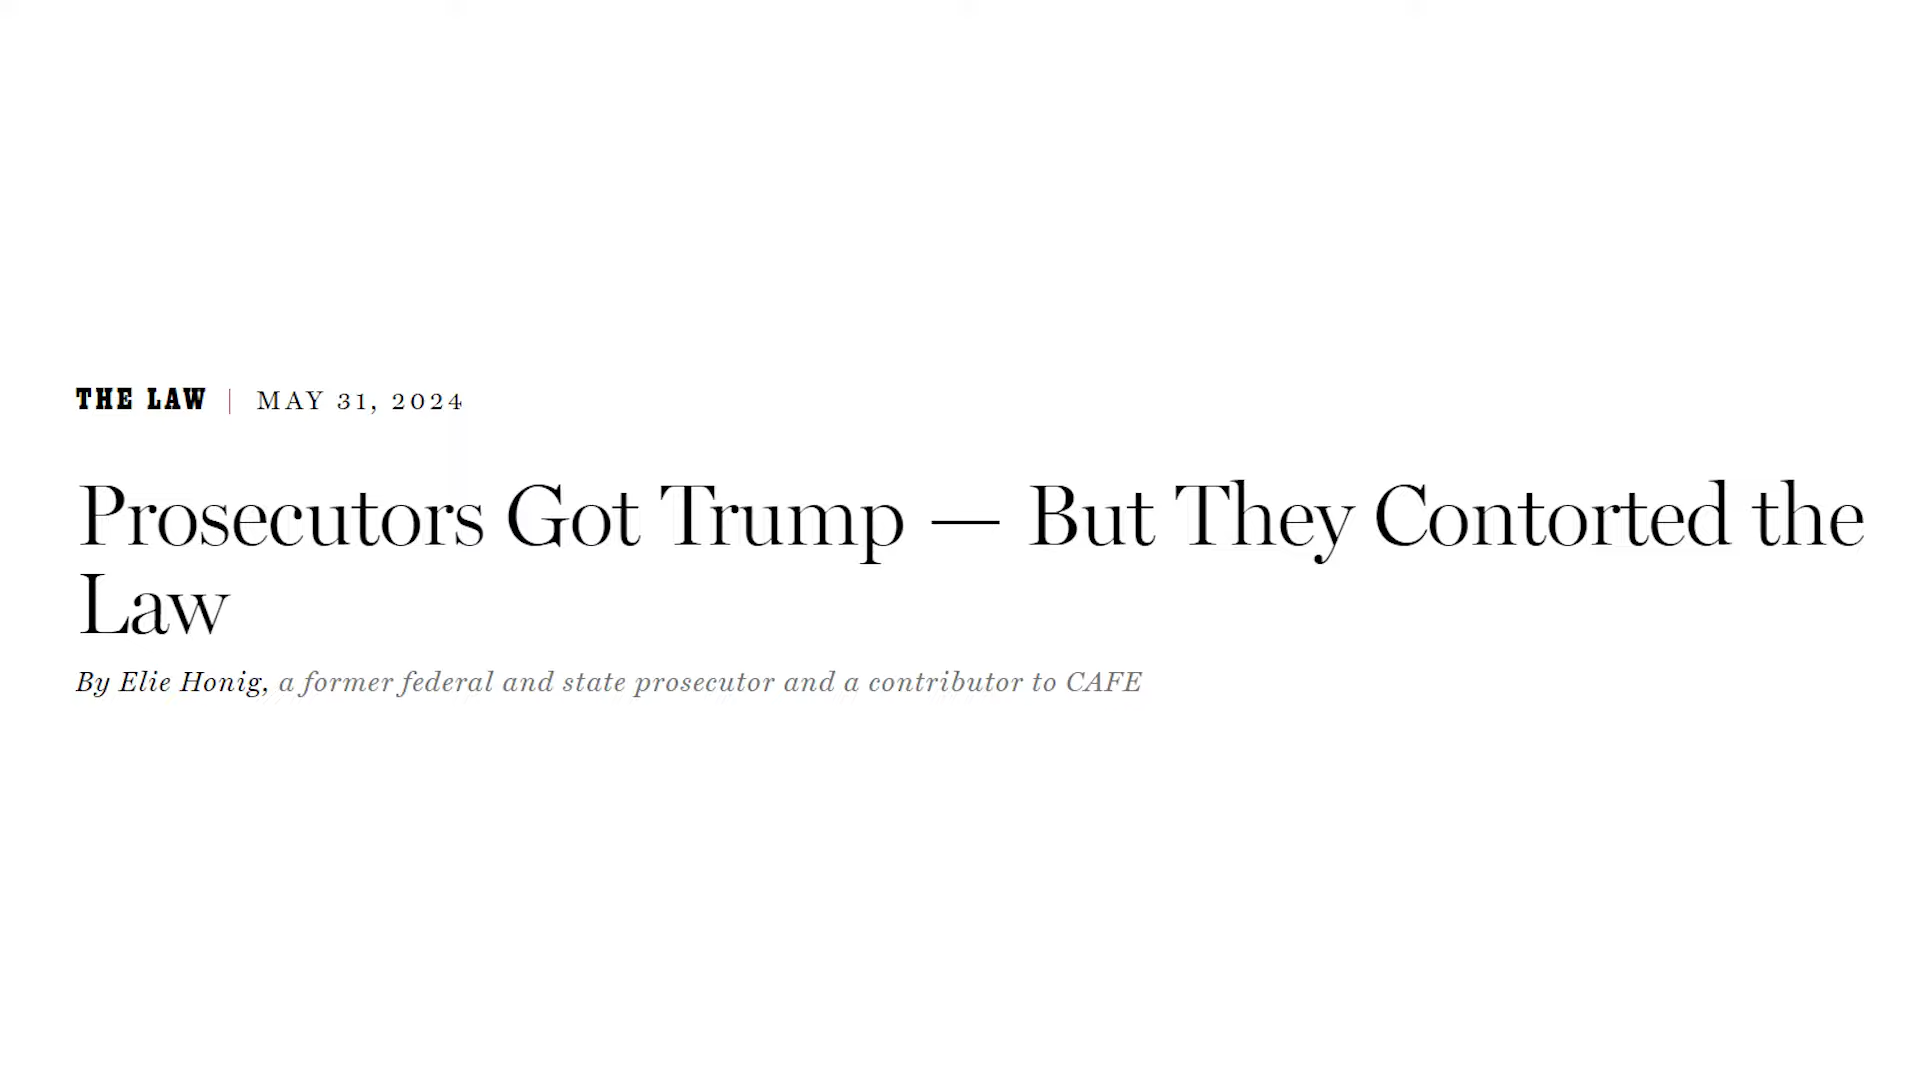 THE LAW | MAY 31, 2024
Prosecutors Got Trump — But They Contorted the
Law
By Elie Honig, a former federal and state prosecutor and a contributor to CAFE